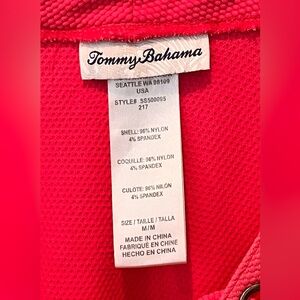 Tommy Bahama
SEATTLE WA 98109
USA
STYLE# SS500095
217
SHELL: 96% NYLON
4% SPANDEX
COQUILLE: 96% NYLON
4% SPANDEX
CULOTE: 96% NILÓN
4% SPANDEX
SIZE / TAILLE / TALLA
M/M
MADE IN CHINA
FABRIQUÉ EN CHINE
HECHO EN CHINA